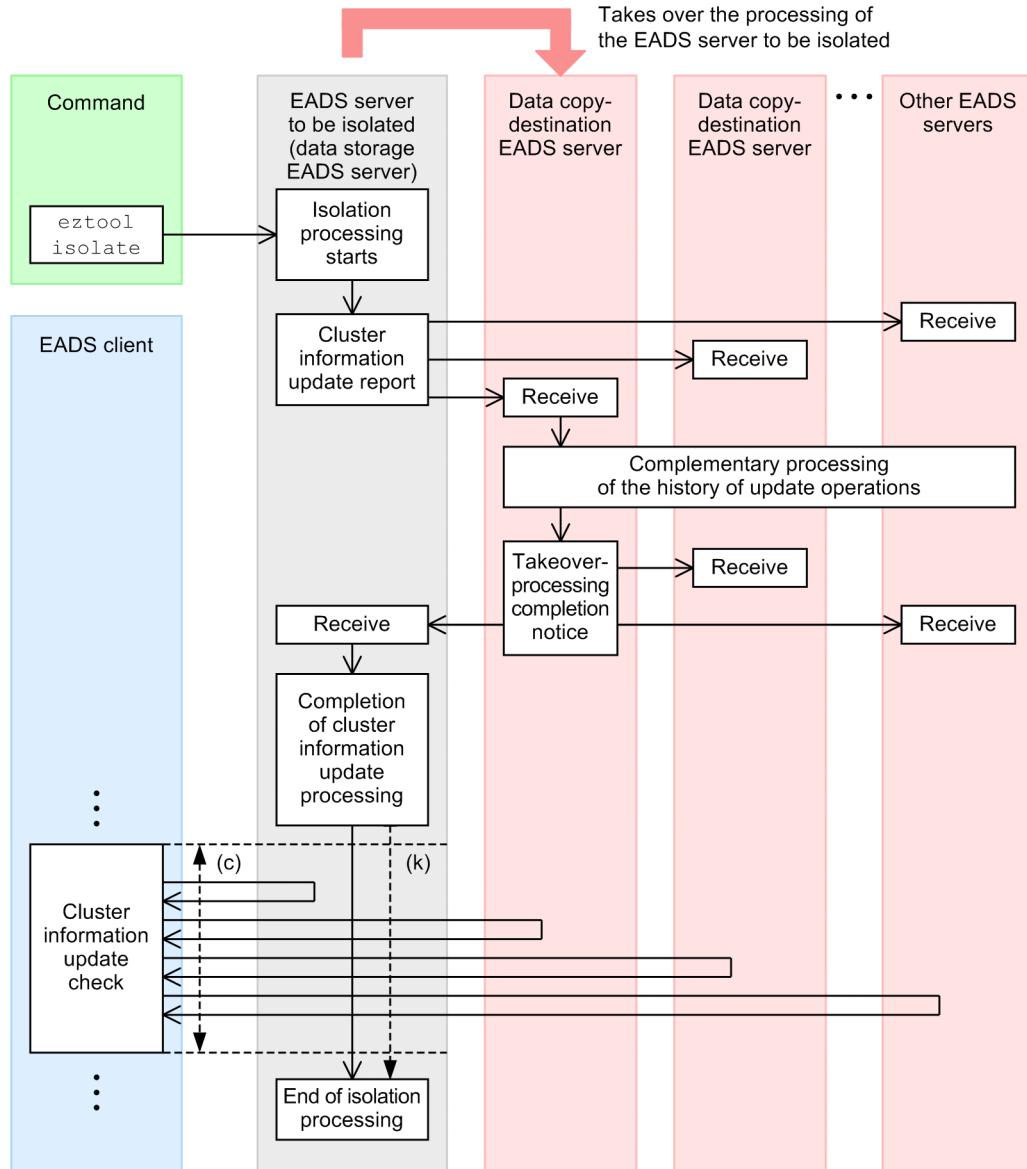 Takes over the processing of
the EADS server to be isolated
Command
EADS server
to be isolated
(data storage
EADS server)
Data copy-
destination
EADS server
Data copy-
destination
EADS server
• • •
Other EADS
servers
eztool
isolate
Isolation
processing
starts
EADS client
Cluster
information
update report
Receive
Receive
Receive
Complementary processing
of the history of update operations
Takeover-
processing
completion
notice
Receive
Receive
Receive
Completion
of cluster
information
update
processing
(c)
(k)
Cluster
information
update
check
End of isolation
processing